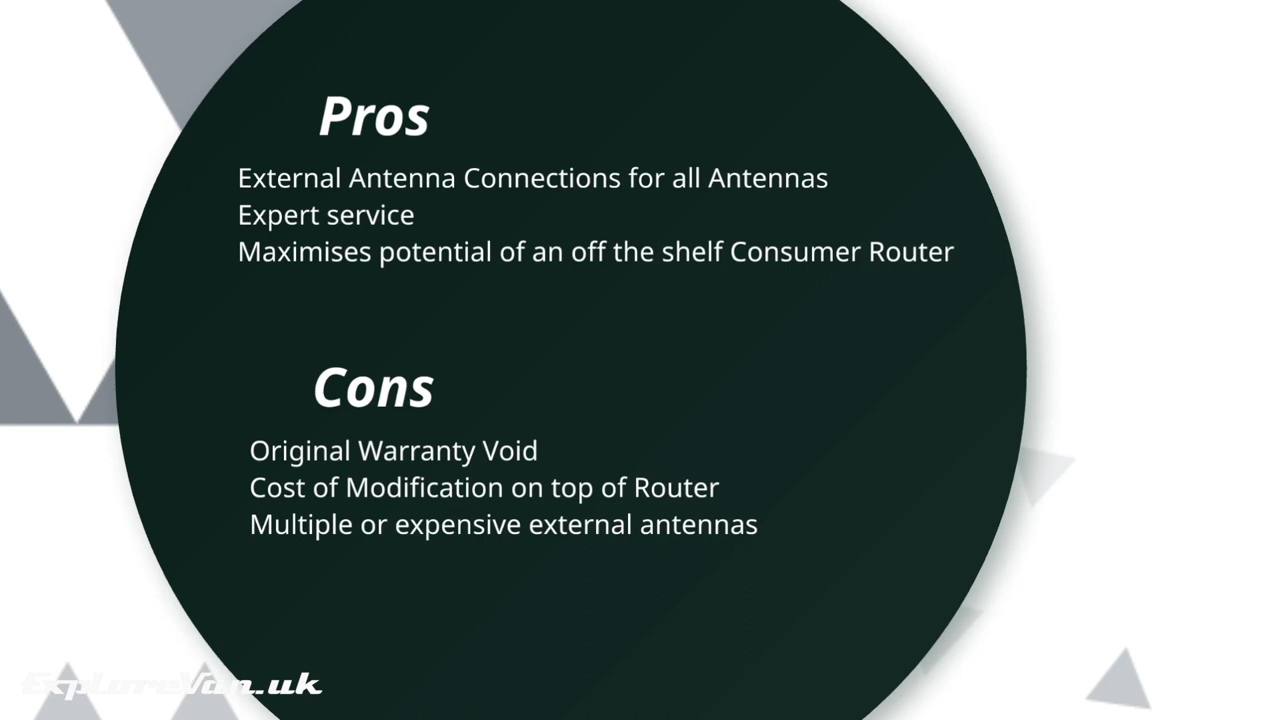 Pros
External Antenna Connections for all Antennas
Expert service
Maximises potential of an off the shelf Consumer Router
Cons
Original Warranty Void
Cost of Modification on top of Router
Multiple or expensive external antennas
ExploreVan.uk